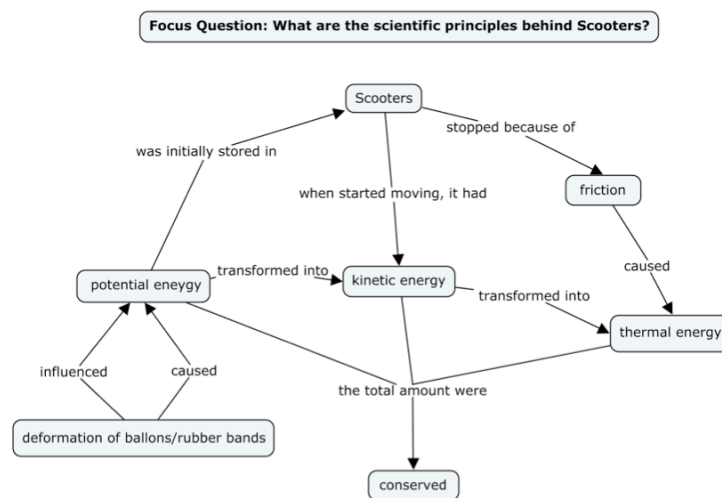 Focus Question: What are the scientific principles behind Scooters?
Scooters
stopped because of
was initially stored in
friction
when started moving, it had
caused
potential eneygy
transformed into
kinetic energy
transformed into
thermal energy
influenced
caused
the total amount were
deformation of ballons/rubber bands
conserved